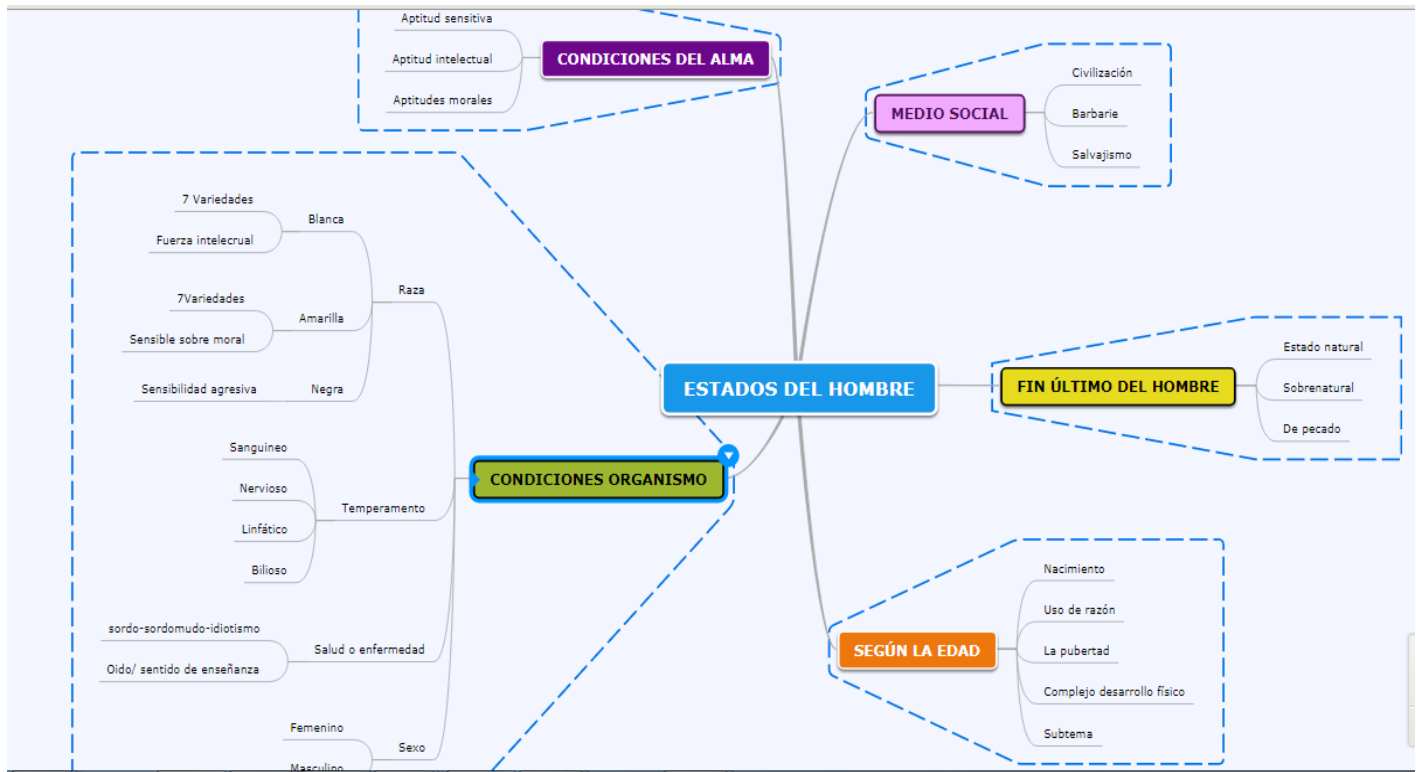 Aptitud sensitiva
Aptitud intelectual
Aptitudes morales
CONDICIONES DEL ALMA
MEDIO SOCIAL
Civilización
Barbarie
Salvajismo
7 Variedades
Fuerza intelecrual
Blanca
7Variedades
Sensible sobre moral
Amarilla
Sensibilidad agresiva
Negra
Raza
ESTADOS DEL HOMBRE
FIN ÚLTIMO DEL HOMBRE
Estado natural
Sobrenatural
De pecado
CONDICIONES ORGANISMO
Sanguineo
Nervioso
Linfático
Bilioso
Temperamento
sordo-sordomudo-idiotismo
Oido/ sentido de enseñanza
Salud o enfermedad
Femenino
Masculino
Sexo
SEGÚN LA EDAD
Nacimiento
Uso de razón
La pubertad
Complejo desarrollo físico
Subtema